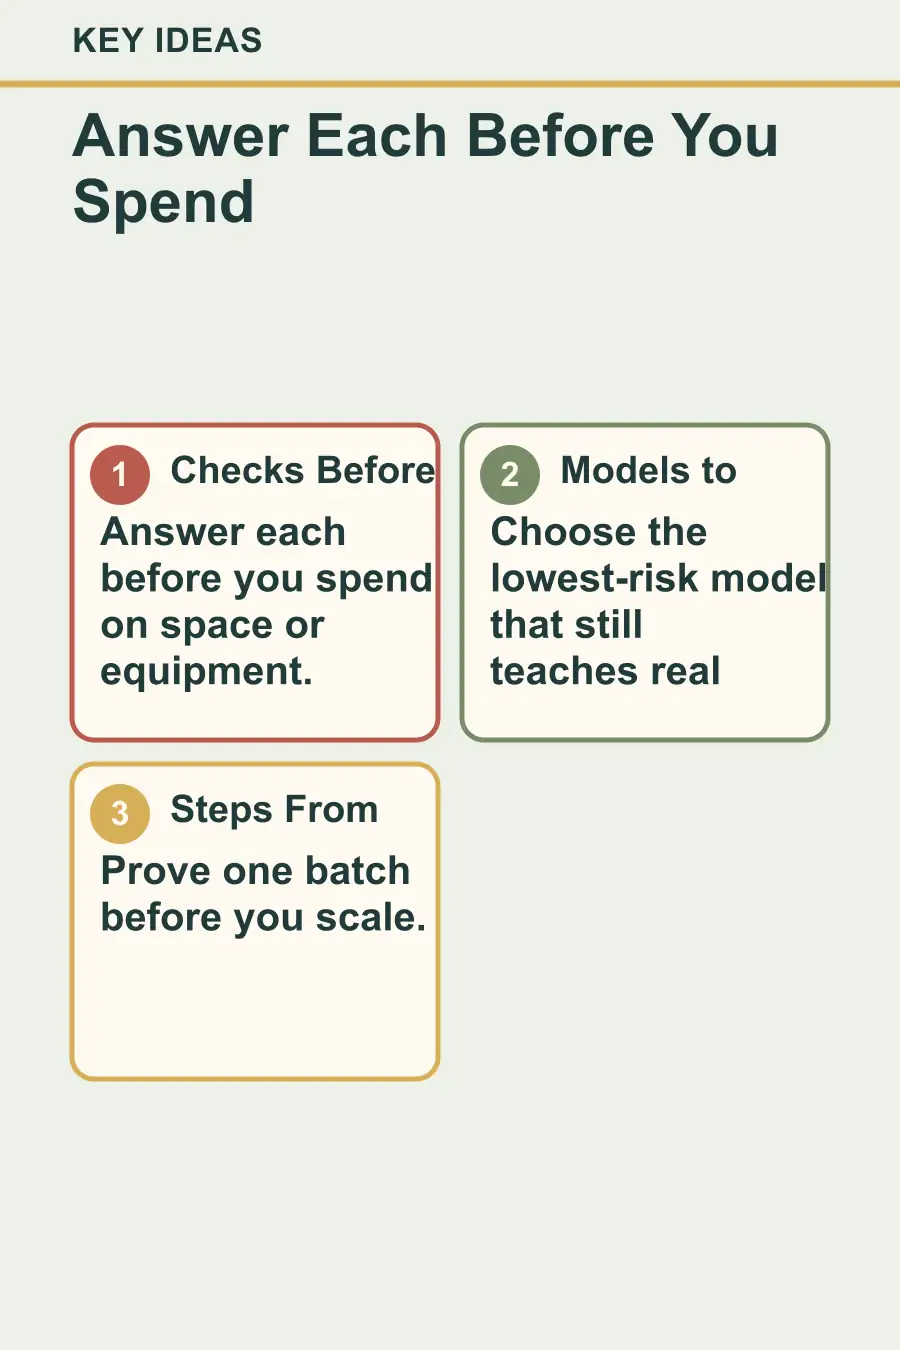 KEY IDEAS
Answer Each Before You
Spend
1
Checks Before
Answer each
before you spend
on space or
equipment.
2
Models to
Choose the
lowest-risk model
that still
teaches real
3
Steps From
Prove one batch
before you scale.